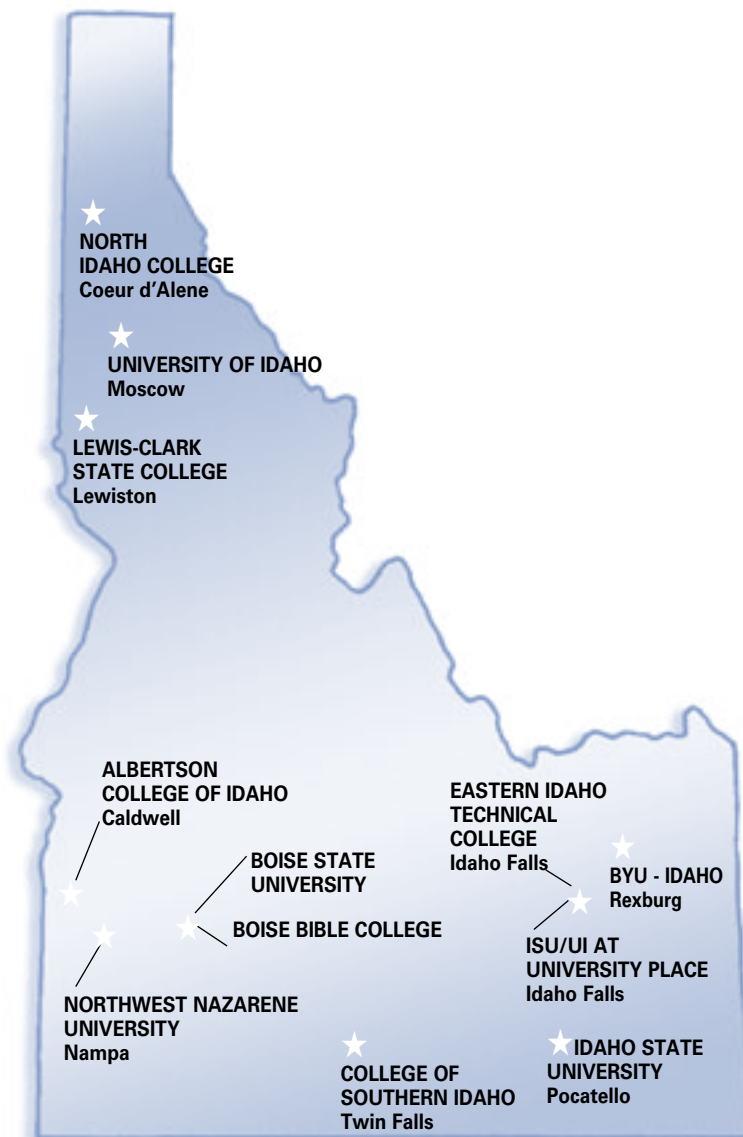 NORTH
IDAHO COLLEGE
Coeur d'Alene
UNIVERSITY OF IDAHO
Moscow
LEWIS-CLARK
STATE COLLEGE
Lewiston
ALBERTSON
COLLEGE OF IDAHO
Caldwell
EASTERN IDAHO
TECHNICAL
COLLEGE
Idaho Falls
BOISE STATE
UNIVERSITY
BYU - IDAHO
Rexburg
BOISE BIBLE COLLEGE
ISU/UI AT
UNIVERSITY PLACE
Idaho Falls
NORTHWEST NAZARENE
UNIVERSITY
Nampa
IDAHO STATE
UNIVERSITY
Pocatello
COLLEGE OF
SOUTHERN IDAHO
Twin Falls